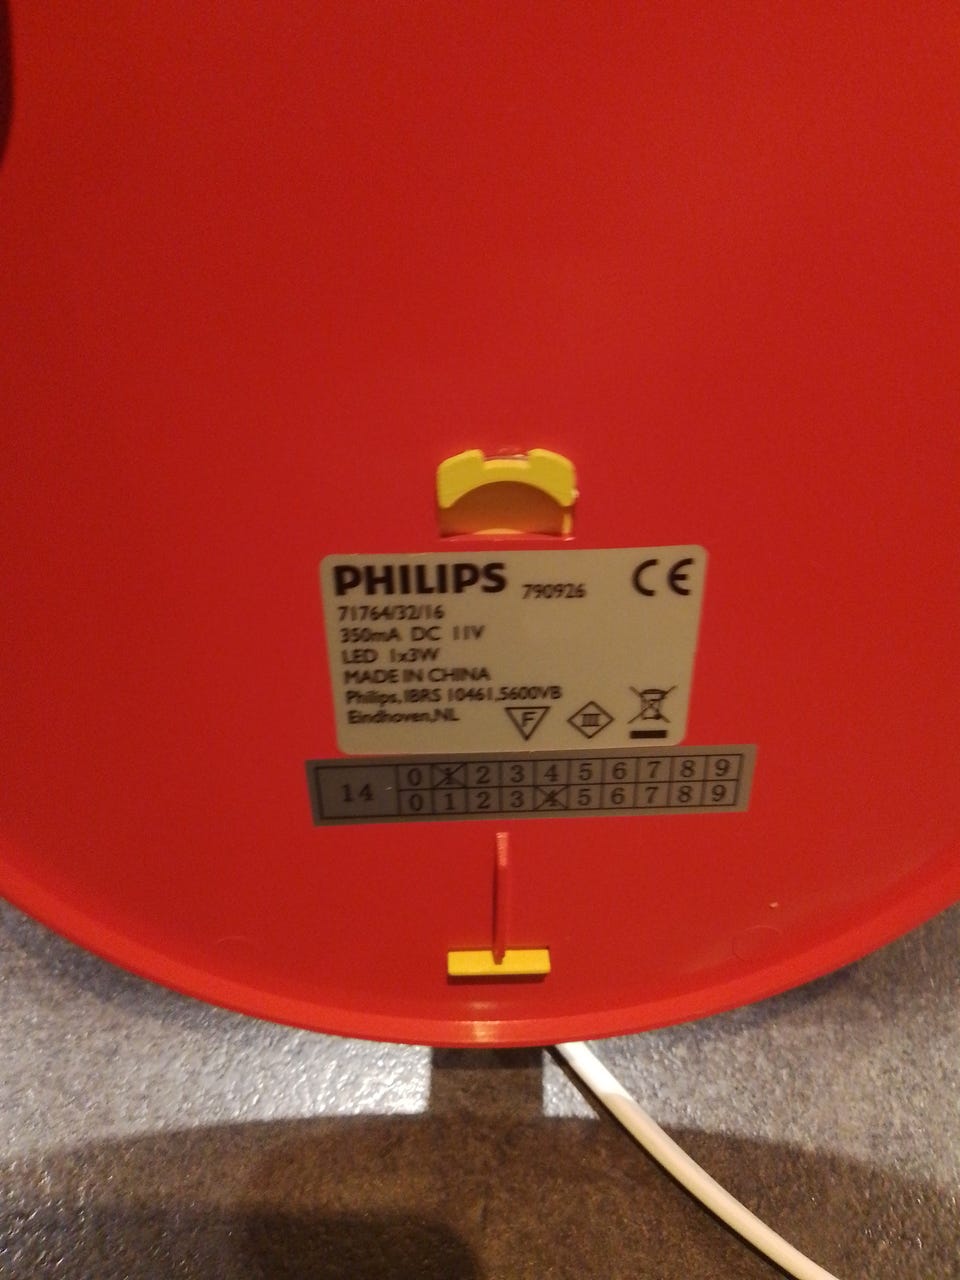 PHILIPS 790926 CE
71764/32/16
350mA DC 11V
LED 1x3W
MADE IN CHINA
Philips,IBRS 10461,5600VB
Eindhoven,NL F III
14 0 1 2 3 4 5 6 7 8 9
0 1 2 3 4 5 6 7 8 9